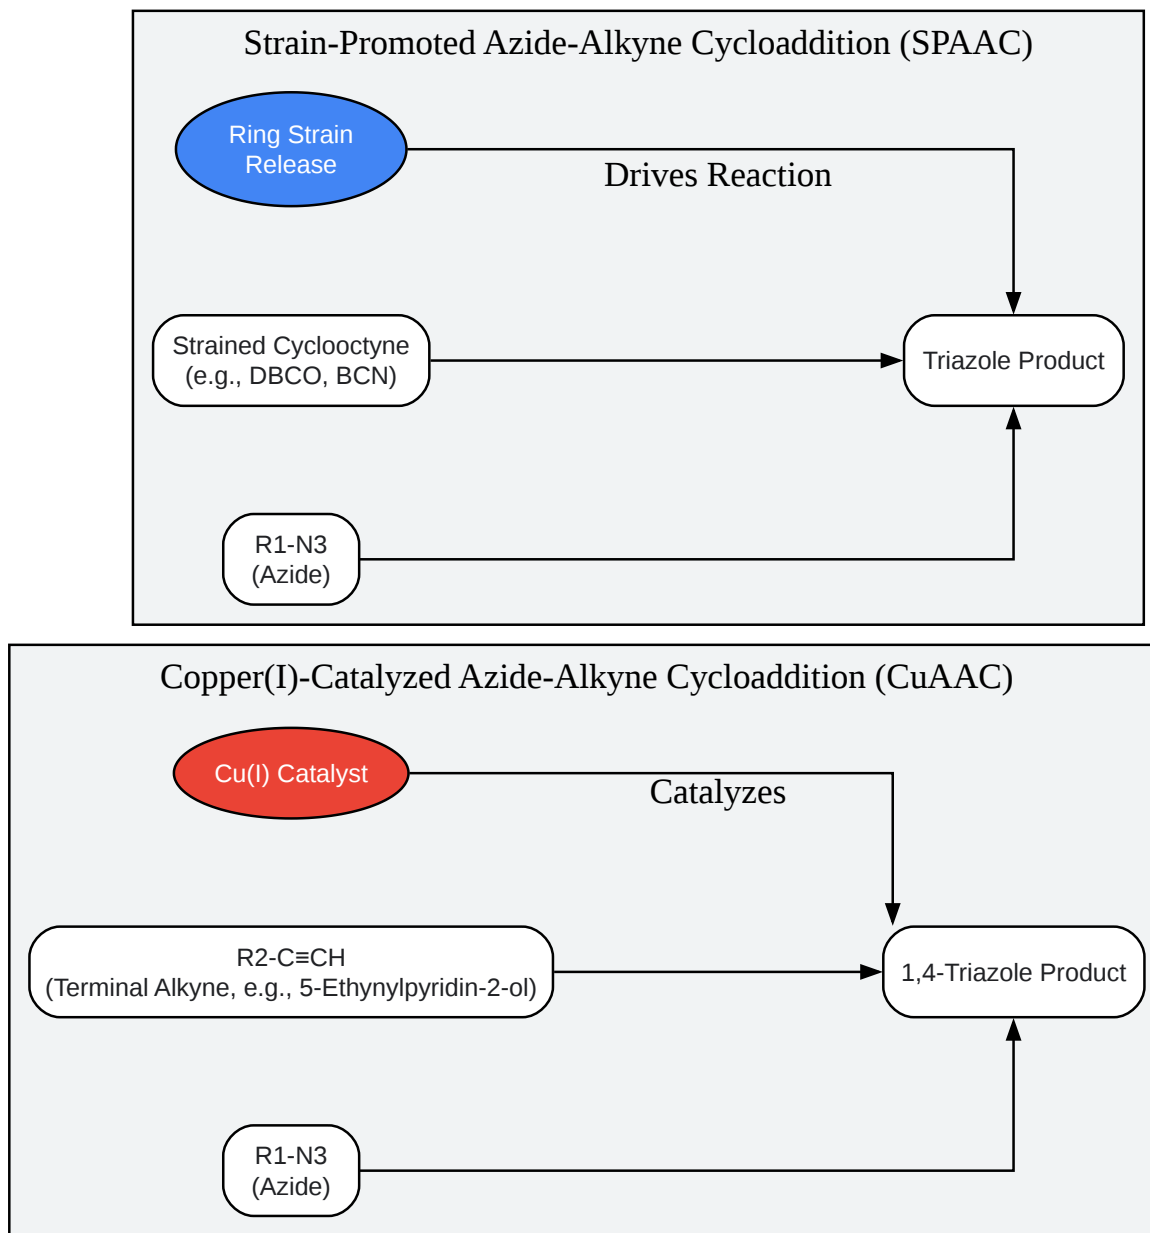 Strain-Promoted Azide-Alkyne Cycloaddition (SPAAC)
Ring Strain
Release
Drives Reaction
Strained Cyclooctyne
(e.g., DBCO, BCN)
Triazole Product
R1-N3
(Azide)
Copper(I)-Catalyzed Azide-Alkyne Cycloaddition (CuAAC)
Cu(I) Catalyst
Catalyzes
R2-C≡CH
(Terminal Alkyne, e.g., 5-Ethynylpyridin-2-ol)
1,4-Triazole Product
R1-N3
(Azide)